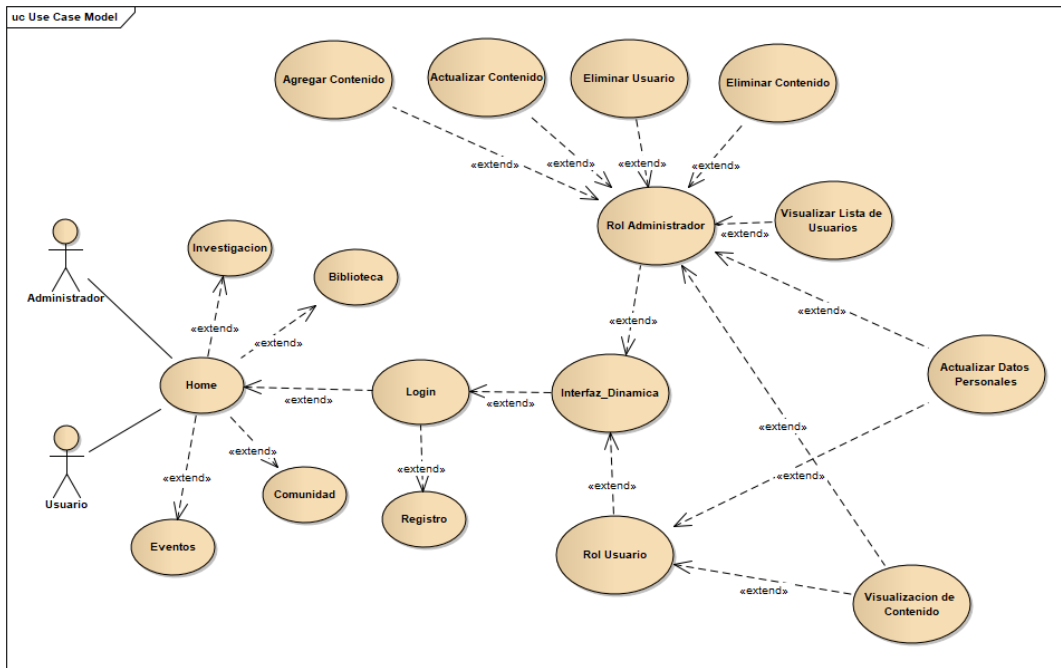 uc Use Case Model
Agregar Contenido
Actualizar Contenido
Eliminar Usuario
Eliminar Contenido
«extend»
«extend»
«extend»
«extend»
Rol Administrador
Visualizar Lista de
Usuarios
«extend»
Investigacion
Biblioteca
Administrador
«extend»
«extend»
«extend»
«extend»
Home
Login
Interfaz_Dinamica
Actualizar Datos
Personales
«extend»
«extend»
«extend»
«extend»
«extend»
«extend»
«extend»
«extend»
Usuario
Comunidad
Registro
Eventos
Rol Usuario
«extend»
Visualizacion de
Contenido